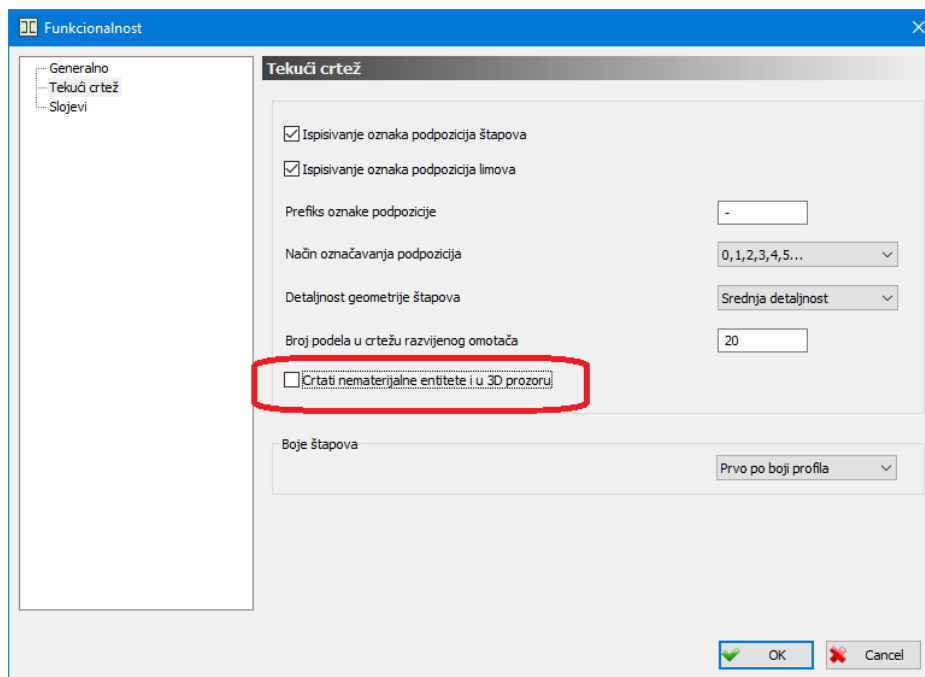 Funkcionalnost
Generalno
Tekući crtež
Slojevi
Tekući crtež
Ispisivanje oznaka podpozicija štapova
Ispisivanje oznaka podpozicija limova
Prefiks oznake podpozicije
-
Način označavanja podpozicija
0,1,2,3,4,5...
Detaljnost geometrije štapova
Srednja detaljnost
Broj podela u crtežu razvijenog omotača
20
Crtati nematerijalne entitete i u 3D prozoru
Boje štapova
Prvo po boji profila
OK
Cancel